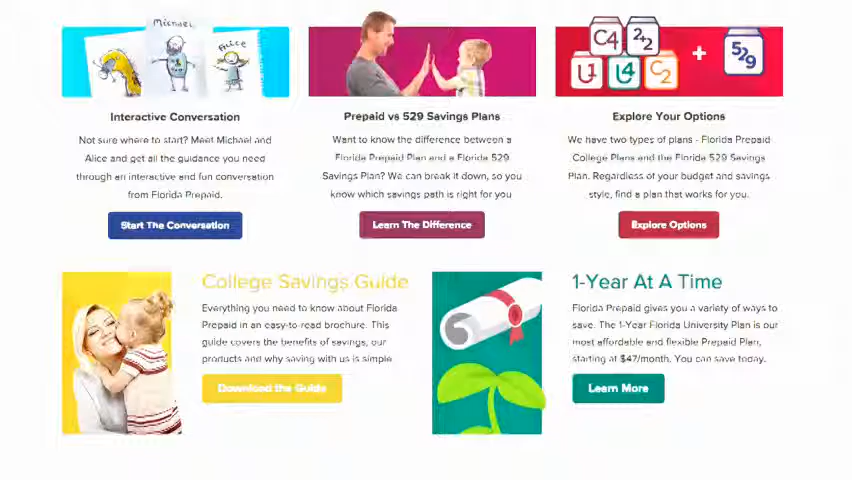 Michael
Alice
C4 2/2
U U4 C2 + 529
Interactive Conversation
Not sure where to start? Meet Michael and
Alice and get all the guidance you need
through an interactive and fun conversation
from Florida Prepaid.
Start The Conversation
Prepaid vs 529 Savings Plans
Want to know the difference between a
Florida Prepaid Plan and a Florida 529
Savings Plan? We can break it down, so you
know which savings path is right for you
Learn The Difference
Explore Your Options
We have two types of plans - Florida Prepaid
College Plans and the Florida 529 Savings
Plan. Regardless of your budget and savings
style, find a plan that works for you.
Explore Options
College Savings Guide
Everything you need to know about Florida
Prepaid in an easy-to-read brochure. This
guide covers the benefits of savings, our
products and why saving with us is simple
Download the Guide
1-Year At A Time
Florida Prepaid gives you a variety of ways to
save. The 1-Year Florida University Plan is our
most affordable and flexible Prepaid Plan,
starting at $47/month. You can save today.
Learn More